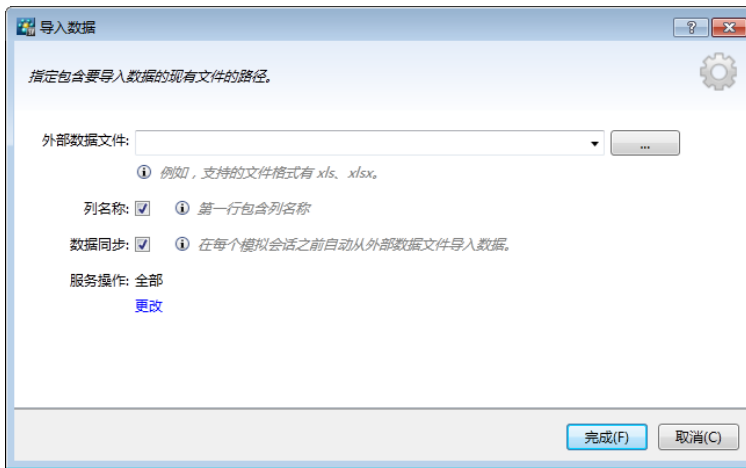 导入数据
指定包含要导入数据的现有文件的路径。
外部数据文件:
...
例如，支持的文件格式有 xls、xlsx。
列名称: 第一行包含列名称
数据同步: 在每个模拟会话之前自动从外部数据文件导入数据。
服务操作: 全部
更改
完成(F) 取消(C)